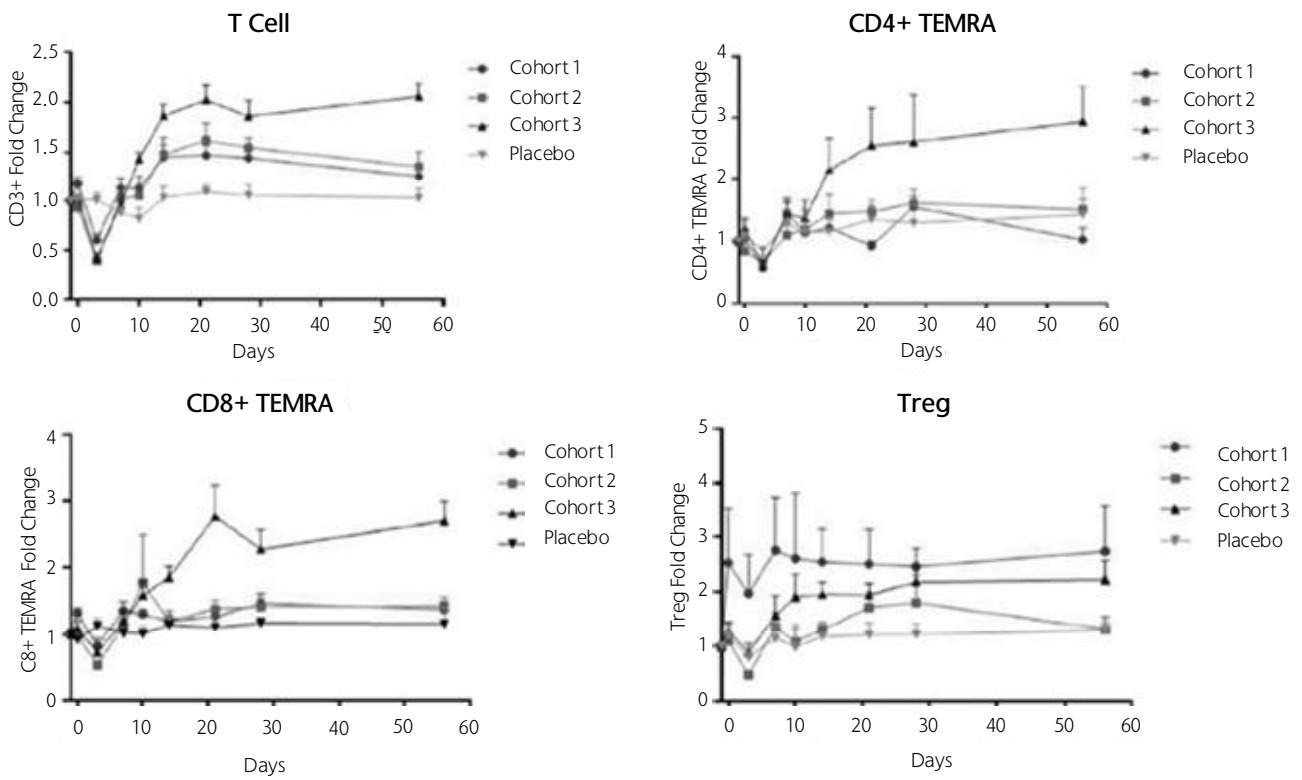 T Cell
CD3+ Fold Change
2.5
2.0
1.5
1.0
0.5
0.0
0 10 20 30 40 50 60
Days
Cohort 1
Cohort 2
Cohort 3
Placebo
CD4+ TEMRA
CD4+ TEMRA Fold Change
4
3
2
1
0
0 10 20 30 40 50 60
Days
Cohort 1
Cohort 2
Cohort 3
Placebo
CD8+ TEMRA
C8+ TEMRA Fold Change
4
3
2
1
0
0 10 20 30 40 50 60
Days
Cohort 1
Cohort 2
Cohort 3
Placebo
Treg
Treg Fold Change
5
4
3
2
1
0
0 10 20 30 40 50 60
Days
Cohort 1
Cohort 2
Cohort 3
Placebo